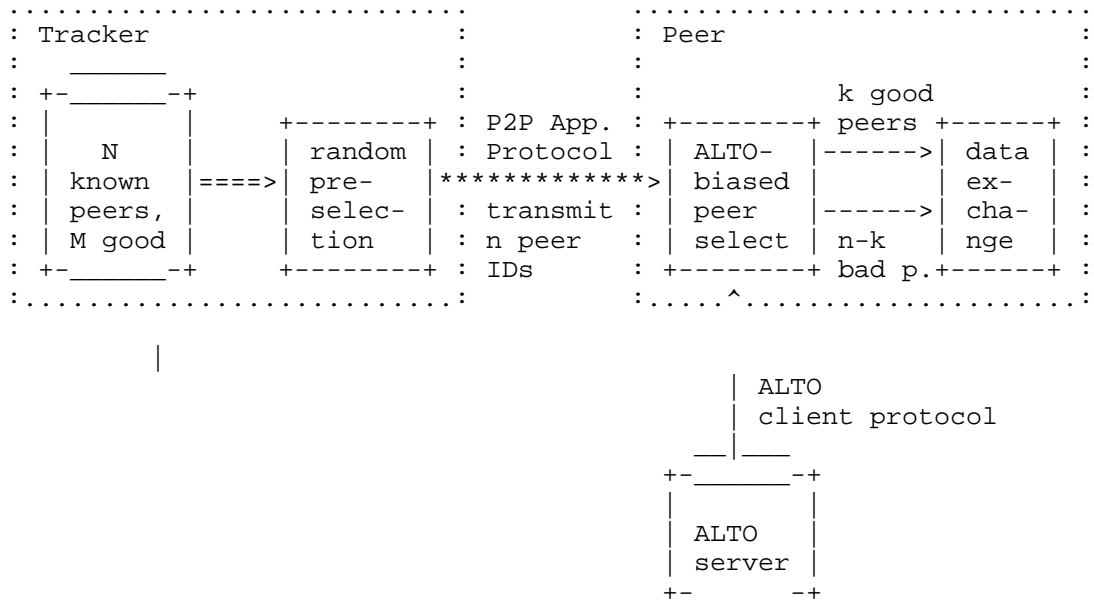 Tracker Peer
k good
P2P App. peers
N random Protocol ALTO- data
known pre- biased ex-
peers, selec- transmit peer cha-
M good tion n peer select n-k nge
IDs bad p.
ALTO
client protocol
ALTO
server